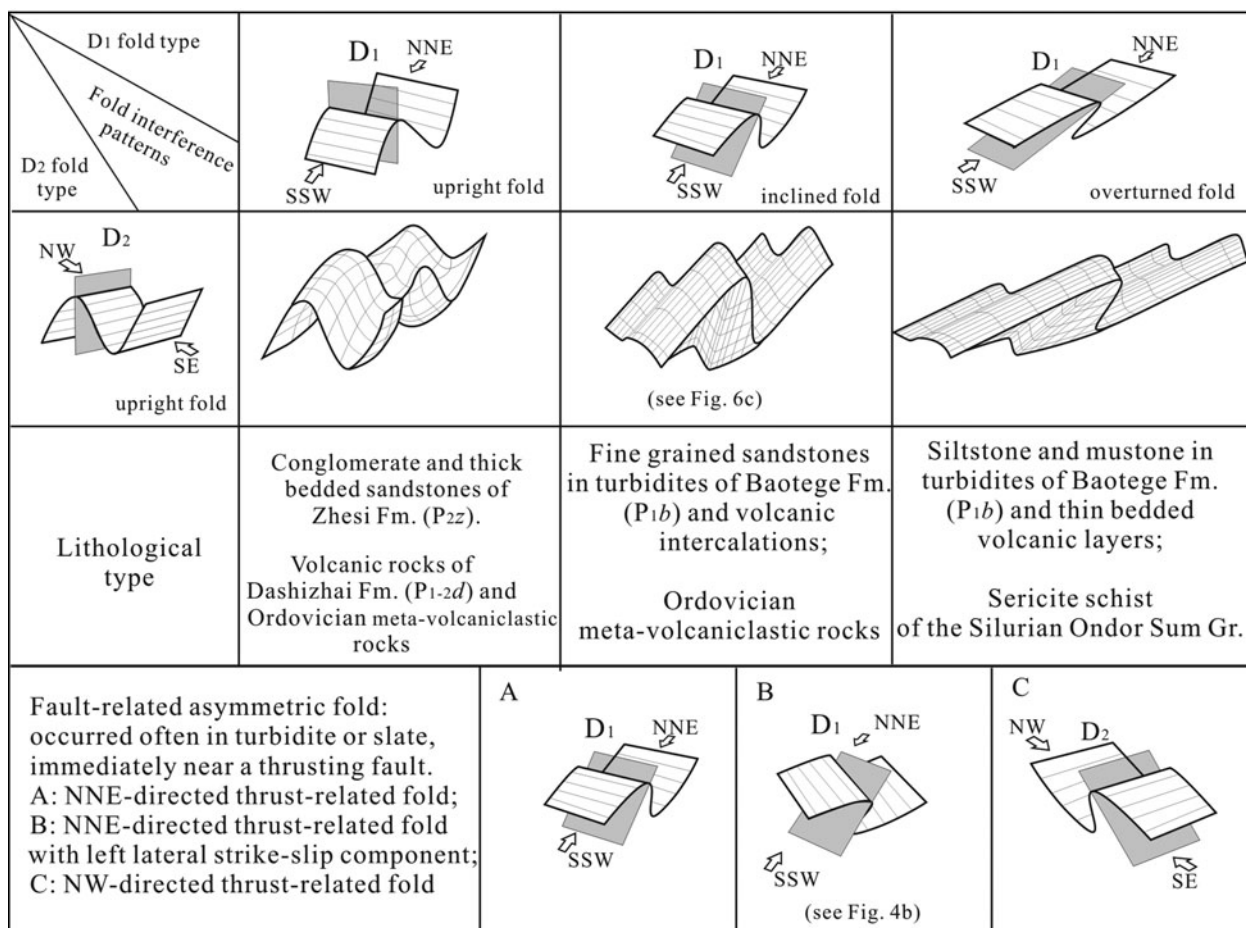 D1 fold type
Fold interference
patterns
D2 fold
type
D1
NNE
SSW
upright fold
D1
NNE
SSW
inclined fold
D1
NNE
SSW
overturned fold
D2
NW
SE
upright fold
(see Fig. 6c)
Lithological
type
Conglomerate and thick
bedded sandstones of
Zhesi Fm. (P2z).
Volcanic rocks of
Dashizhai Fm. (P1-2d) and
Ordovician meta-volcaniclastic
rocks
Fine grained sandstones
in turbidites of Baotege Fm.
(P1b) and volcanic
intercalations;
Ordovician
meta-volcaniclastic rocks
Siltstone and mustone in
turbidites of Baotege Fm.
(P1b) and thin bedded
volcanic layers;
Sericite schist
of the Silurian Ondor Sum Gr.
Fault-related asymmetric fold:
occurred often in turbidite or slate,
immediately near a thrusting fault.
A: NNE-directed thrust-related fold;
B: NNE-directed thrust-related fold
with left lateral strike-slip component;
C: NW-directed thrust-related fold
A
D1
NNE
SSW
B
D1
NNE
SSW
(see Fig. 4b)
C
NW
D2
SE